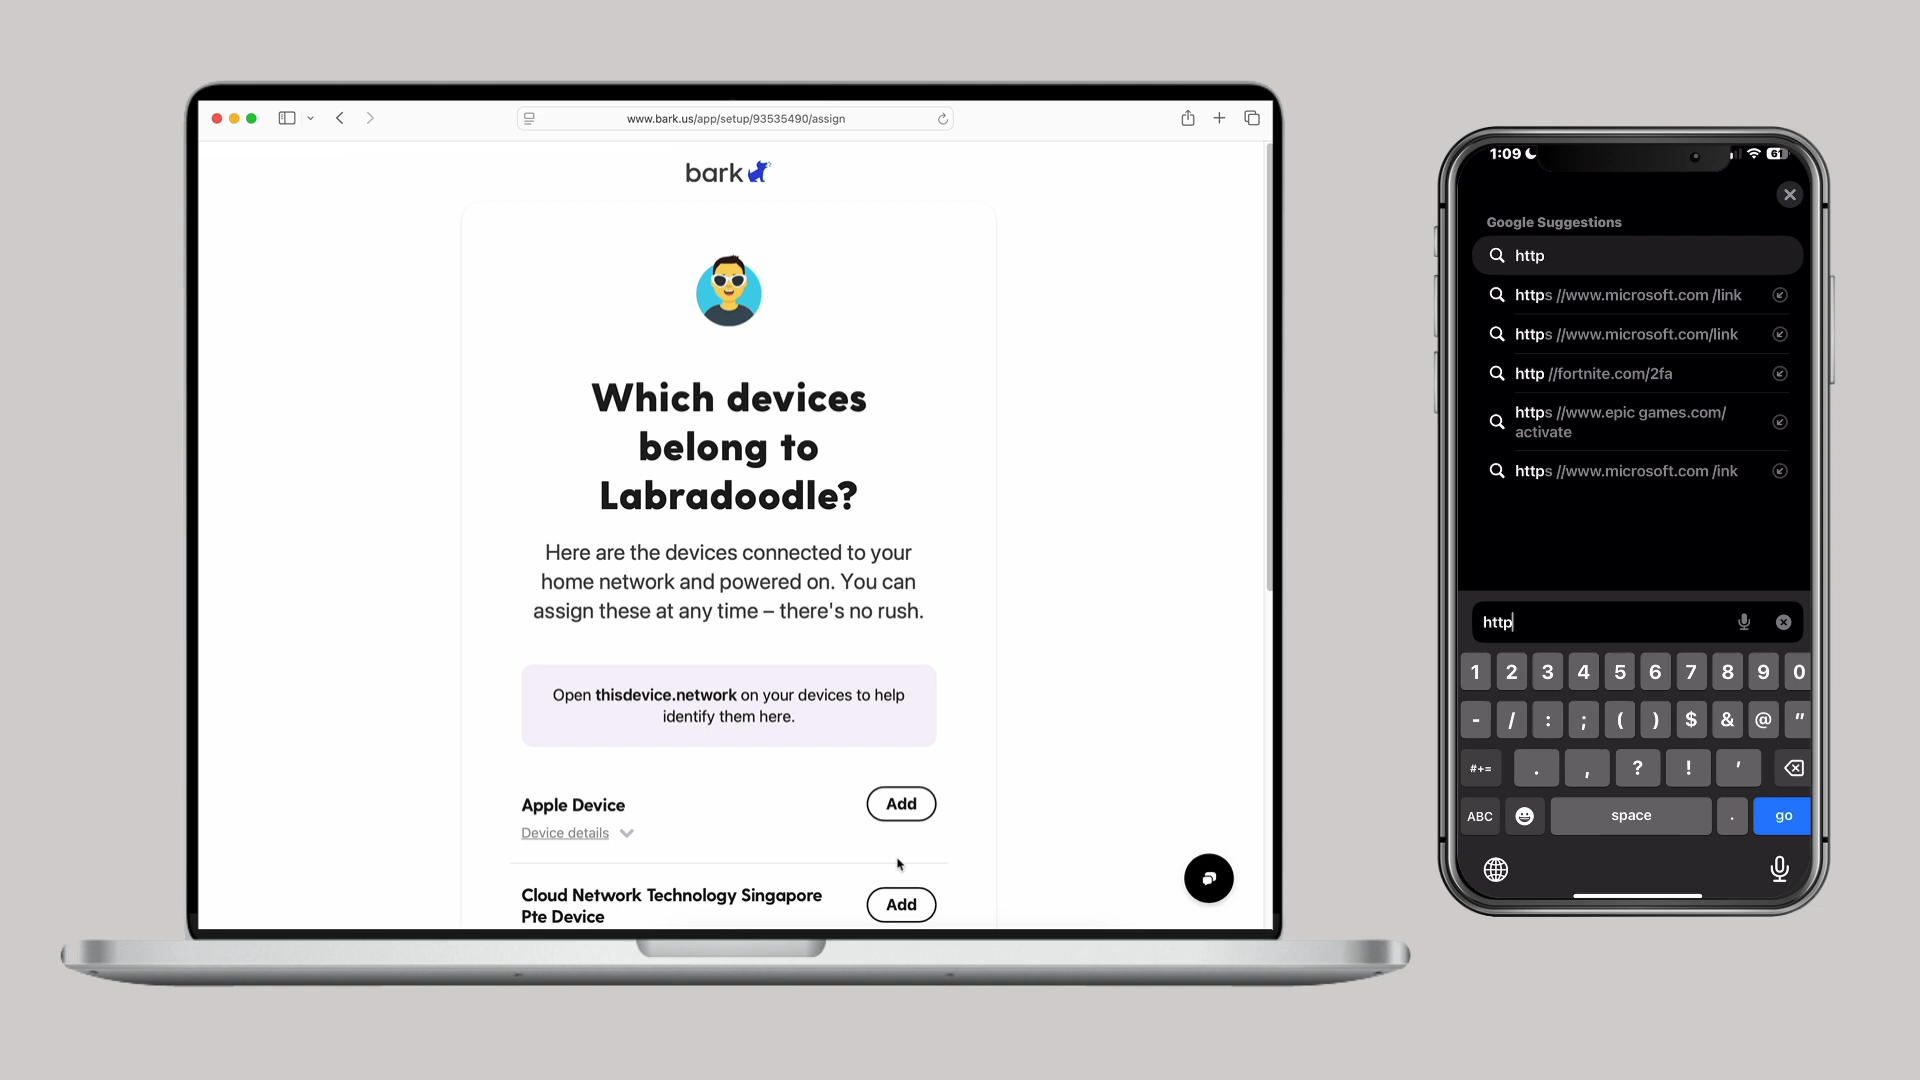 www.bark.us/app/setup/93535490/assign
bark
Which devices
belong to
Labradoodle?
Here are the devices connected to your
home network and powered on. You can
assign these at any time – there's no rush.
Open thisdevice.network on your devices to help
identify them here.
Apple Device
Add
Device details
Cloud Network Technology Singapore
Pte Device
Add
1:09
61
Google Suggestions
http
https //www.microsoft.com /link
https //www.microsoft.com/link
http //fortnite.com/2fa
https //www.epic games.com/
activate
https //www.microsoft.com /ink
http
1 2 3 4 5 6 7 8 9 0
- / : ; ( ) $ & @ "
#+= . , ? ! '
ABC space . go